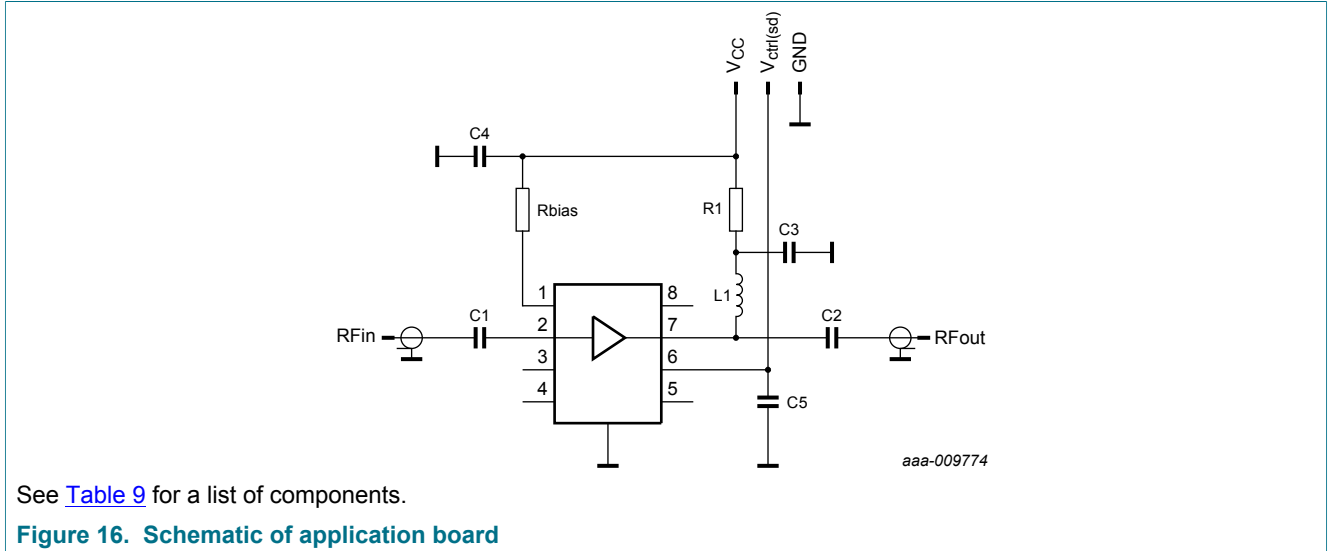 VCC
Vctrl(sd)
GND
C4
Rbias
R1
C3
L1
1
8
RFin
C1
2
7
C2
RFout
3
6
4
5
C5
aaa-009774
See Table 9 for a list of components.
Figure 16. Schematic of application board